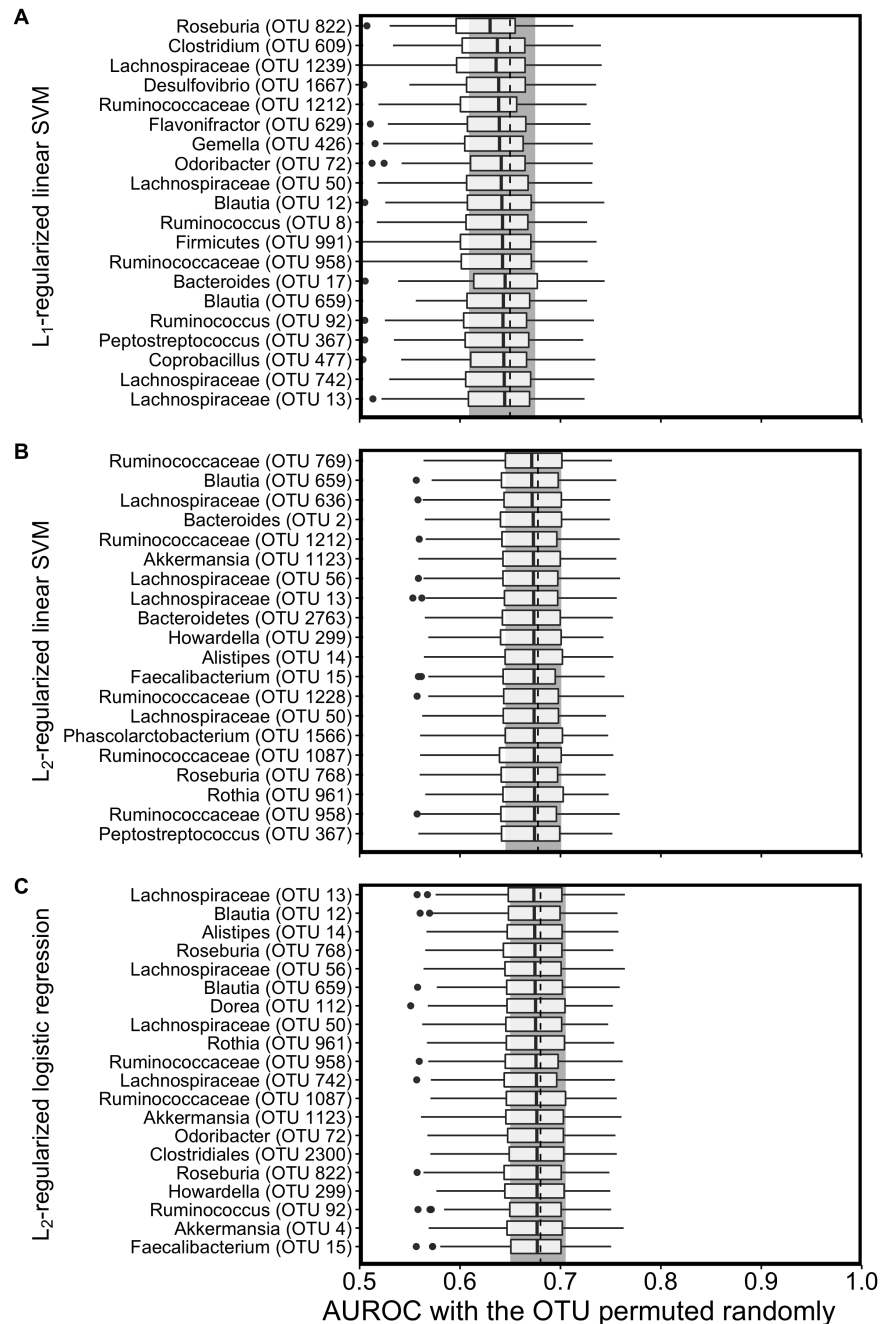 A
L1-regularized linear SVM
Roseburia (OTU 822)
Clostridium (OTU 609)
Lachnospiraceae (OTU 1239)
Desulfovibrio (OTU 1667)
Ruminococcaceae (OTU 1212)
Flavonifractor (OTU 629)
Gemella (OTU 426)
Odoribacter (OTU 72)
Lachnospiraceae (OTU 50)
Blautia (OTU 12)
Ruminococcus (OTU 8)
Firmicutes (OTU 991)
Ruminococcaceae (OTU 958)
Bacteroides (OTU 17)
Blautia (OTU 659)
Ruminococcus (OTU 92)
Peptostreptococcus (OTU 367)
Coprobacillus (OTU 477)
Lachnospiraceae (OTU 742)
Lachnospiraceae (OTU 13)
B
L2-regularized linear SVM
Ruminococcaceae (OTU 769)
Blautia (OTU 659)
Lachnospiraceae (OTU 636)
Bacteroides (OTU 2)
Ruminococcaceae (OTU 1212)
Akkermansia (OTU 1123)
Lachnospiraceae (OTU 56)
Lachnospiraceae (OTU 13)
Bacteroidetes (OTU 2763)
Howardella (OTU 299)
Alistipes (OTU 14)
Faecalibacterium (OTU 15)
Ruminococcaceae (OTU 1228)
Lachnospiraceae (OTU 50)
Phascolarctobacterium (OTU 1566)
Ruminococcaceae (OTU 1087)
Roseburia (OTU 768)
Rothia (OTU 961)
Ruminococcaceae (OTU 958)
Peptostreptococcus (OTU 367)
C
L2-regularized logistic regression
Lachnospiraceae (OTU 13)
Blautia (OTU 12)
Alistipes (OTU 14)
Roseburia (OTU 768)
Lachnospiraceae (OTU 56)
Blautia (OTU 659)
Dorea (OTU 112)
Lachnospiraceae (OTU 50)
Rothia (OTU 961)
Ruminococcaceae (OTU 958)
Lachnospiraceae (OTU 742)
Ruminococcaceae (OTU 1087)
Akkermansia (OTU 1123)
Odoribacter (OTU 72)
Clostridiales (OTU 2300)
Roseburia (OTU 822)
Howardella (OTU 299)
Ruminococcus (OTU 92)
Akkermansia (OTU 4)
Faecalibacterium (OTU 15)
0.5 0.6 0.7 0.8 0.9 1.0
AUROC with the OTU permuted randomly